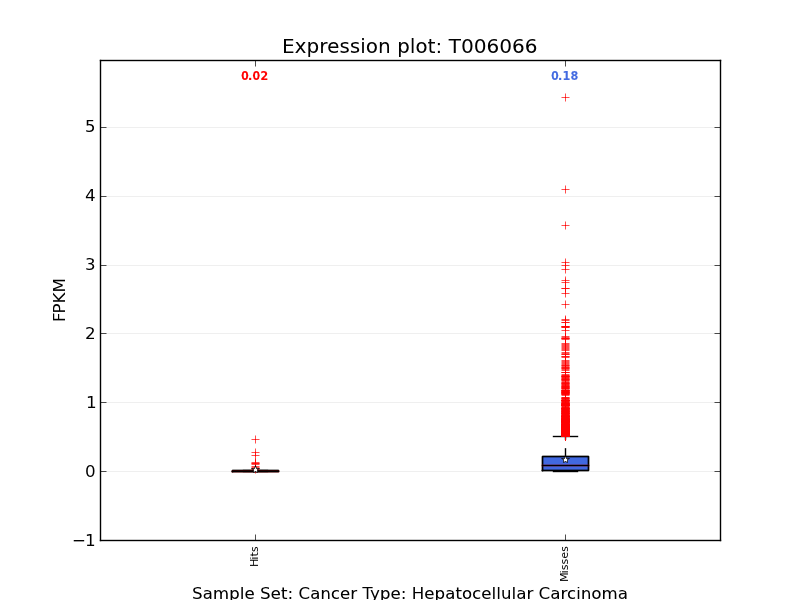 Expression plot: T006066
0.02
0.18
5
4
3
2
1
0
−1
FPKM
Hits
Misses
Sample Set: Cancer Type: Hepatocellular Carcinoma